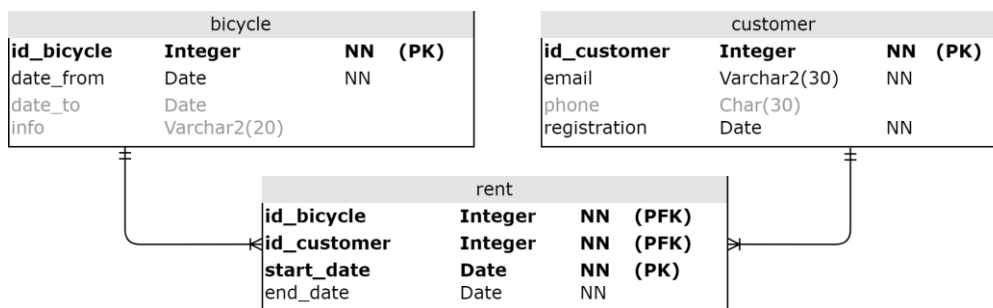 bicycle
id_bicycle Integer NN (PK)
date_from Date NN
date_to Date
info Varchar2(20)
customer
id_customer Integer NN (PK)
email Varchar2(30) NN
phone Char(30)
registration Date NN
rent
id_bicycle Integer NN (PFK)
id_customer Integer NN (PFK)
start_date Date NN (PK)
end_date Date NN